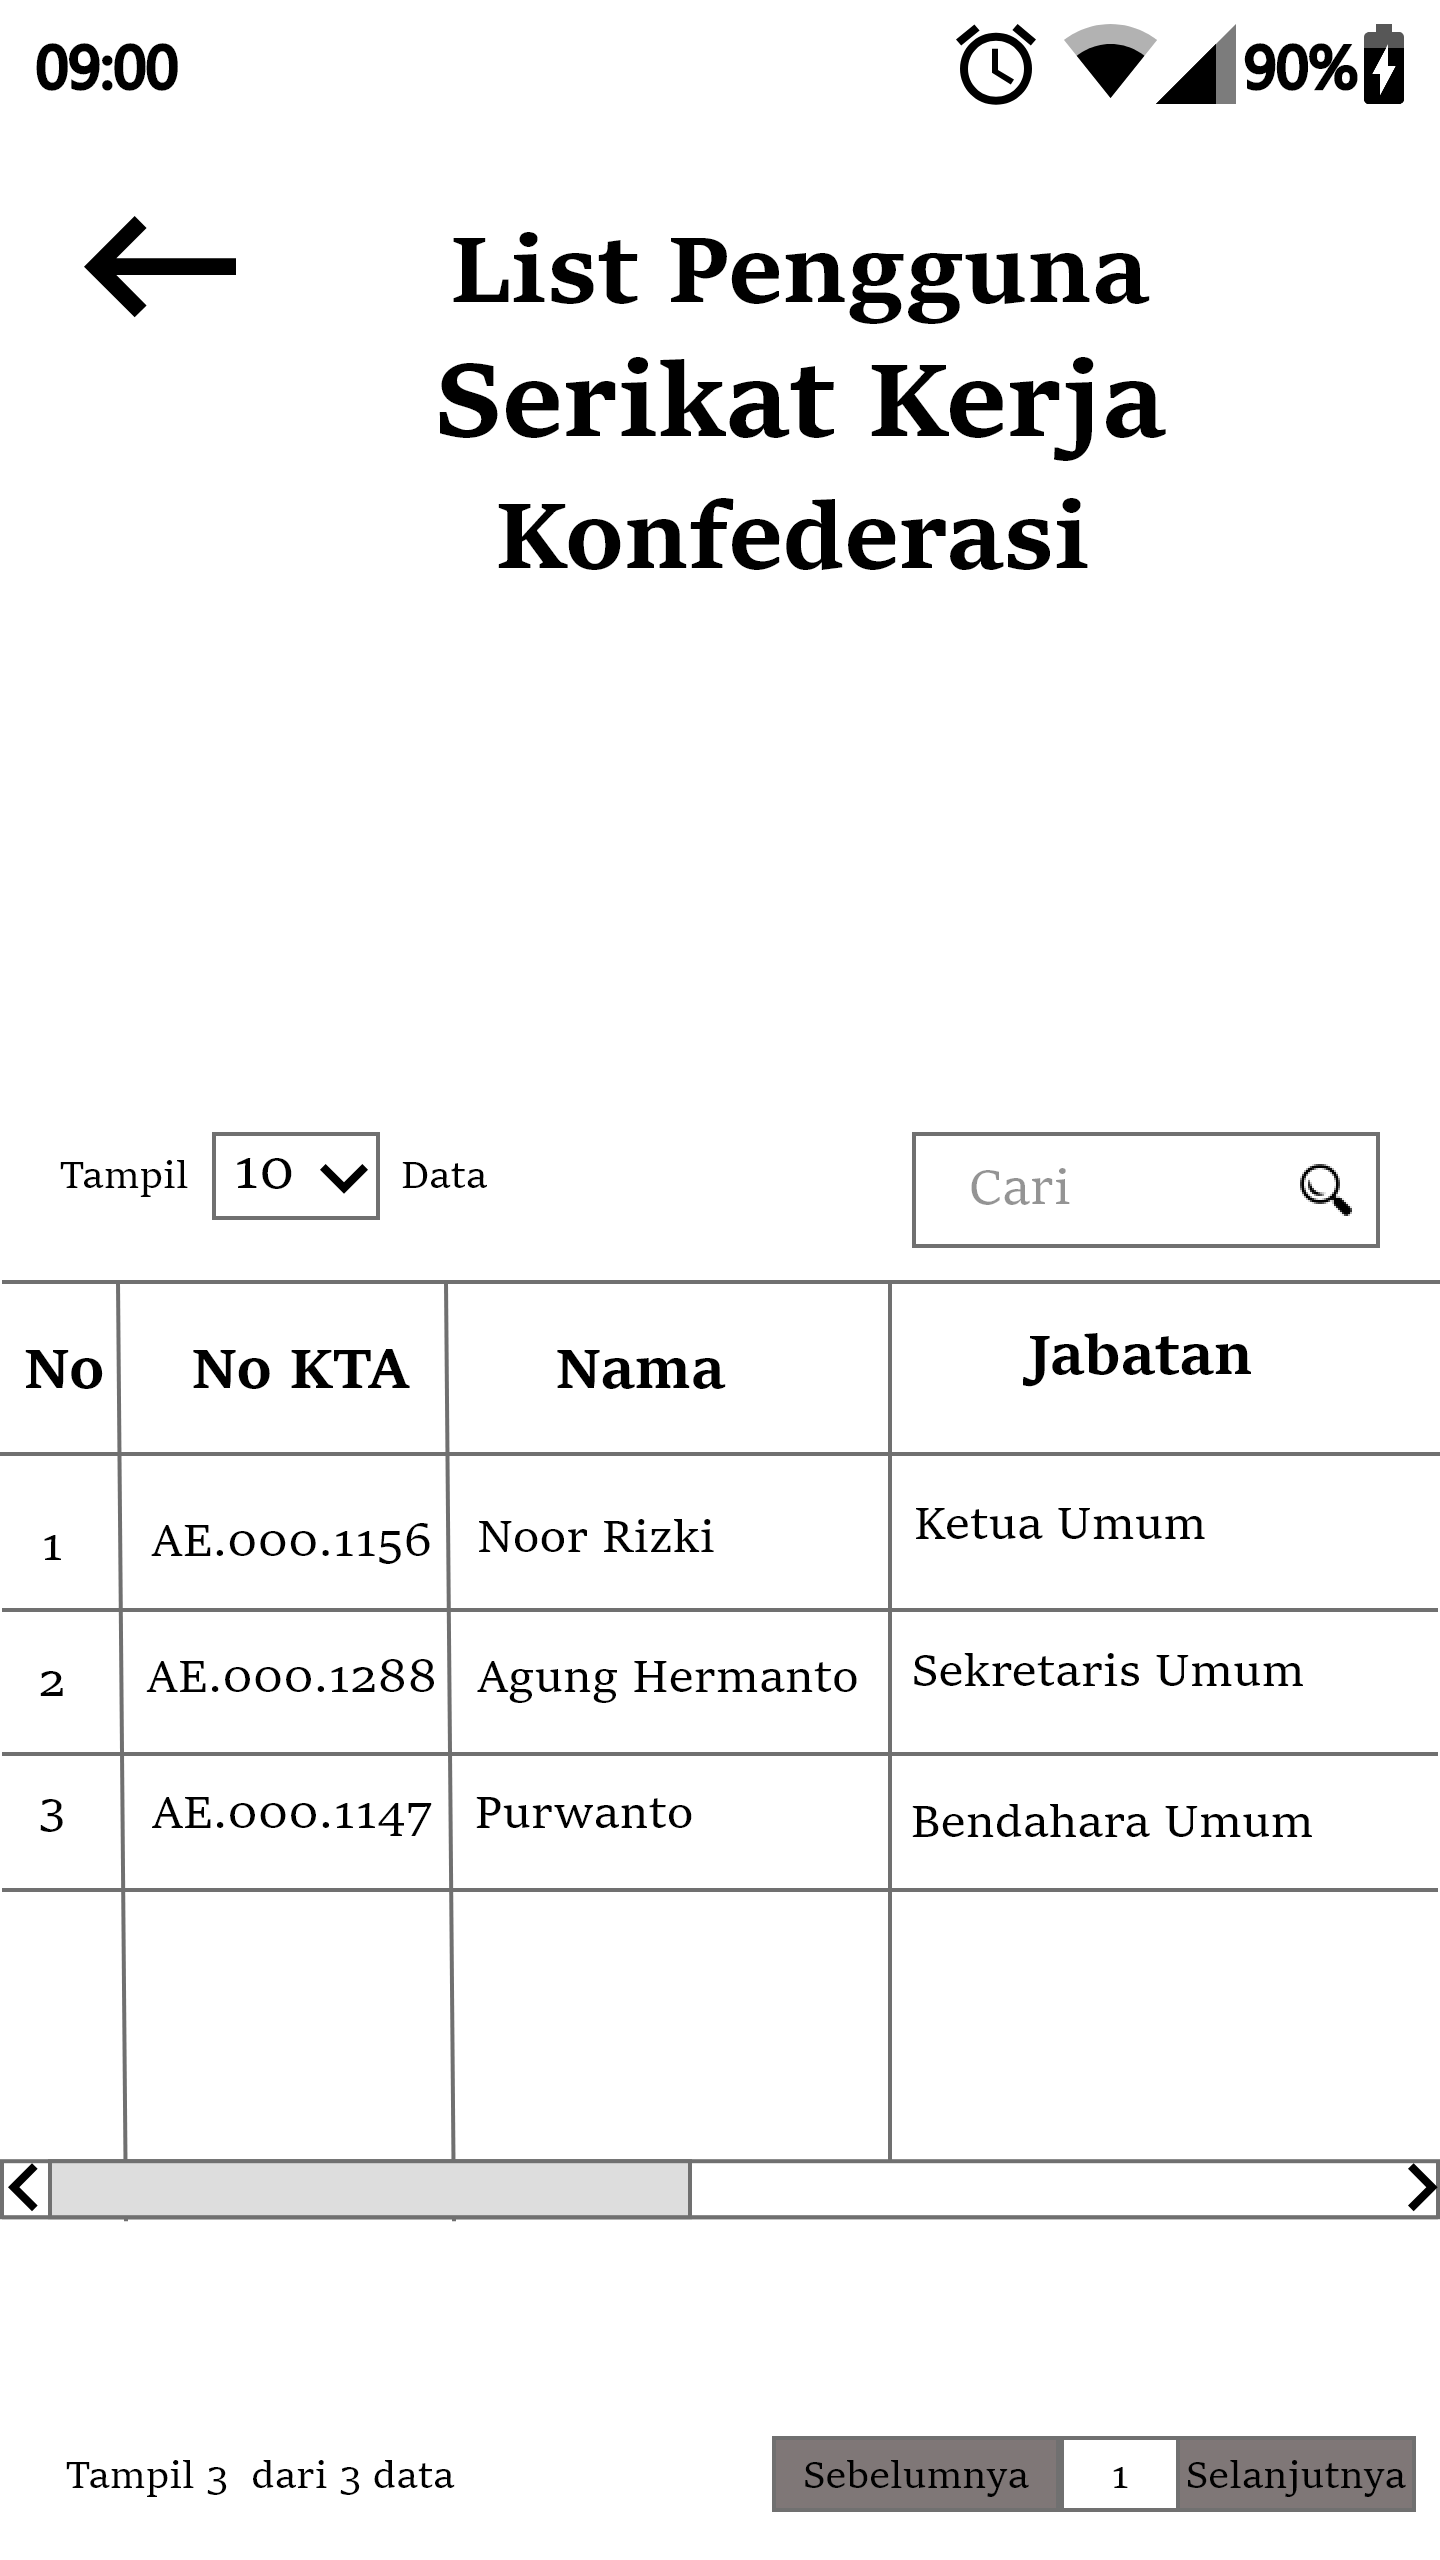 09:00 90%
List Pengguna
Serikat Kerja
Konfederasi
Tampil 10 Data Cari
No No KTA Nama Jabatan
1 AE.000.1156 Noor Rizki Ketua Umum
2 AE.000.1288 Agung Hermanto Sekretaris Umum
3 AE.000.1147 Purwanto Bendahara Umum
Tampil 3 dari 3 data Sebelumnya 1 Selanjutnya